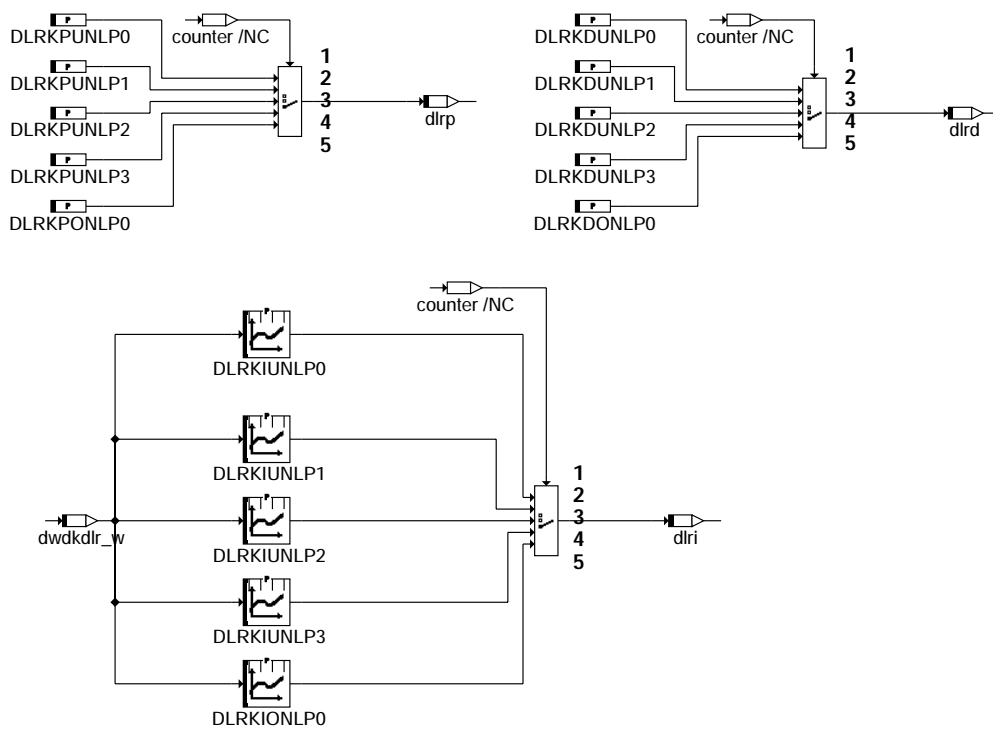 P
DLRKPUNLP0
counter /NC
P
DLRKPUNLP1
P
DLRKPUNLP2
P
DLRKPUNLP3
P
DLRKPONLP0
1
2
3
4
5
dlrp
P
DLRKDUNLP0
counter /NC
P
DLRKDUNLP1
P
DLRKDUNLP2
P
DLRKDUNLP3
P
DLRKDONLP0
1
2
3
4
5
dlrd
counter /NC
P
DLRKIUNLP0
P
DLRKIUNLP1
dwdkdlr_w
P
DLRKIUNLP2
P
DLRKIUNLP3
P
DLRKIONLP0
1
2
3
4
5
dlri